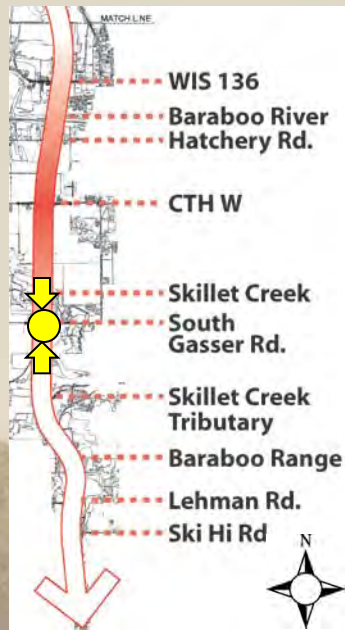 MATCH LINE
WIS 136
Baraboo River
Hatchery Rd.
CTH W
Skillet Creek
South
Gasser Rd.
Skillet Creek
Tributary
Baraboo Range
Lehman Rd.
Ski Hi Rd
N